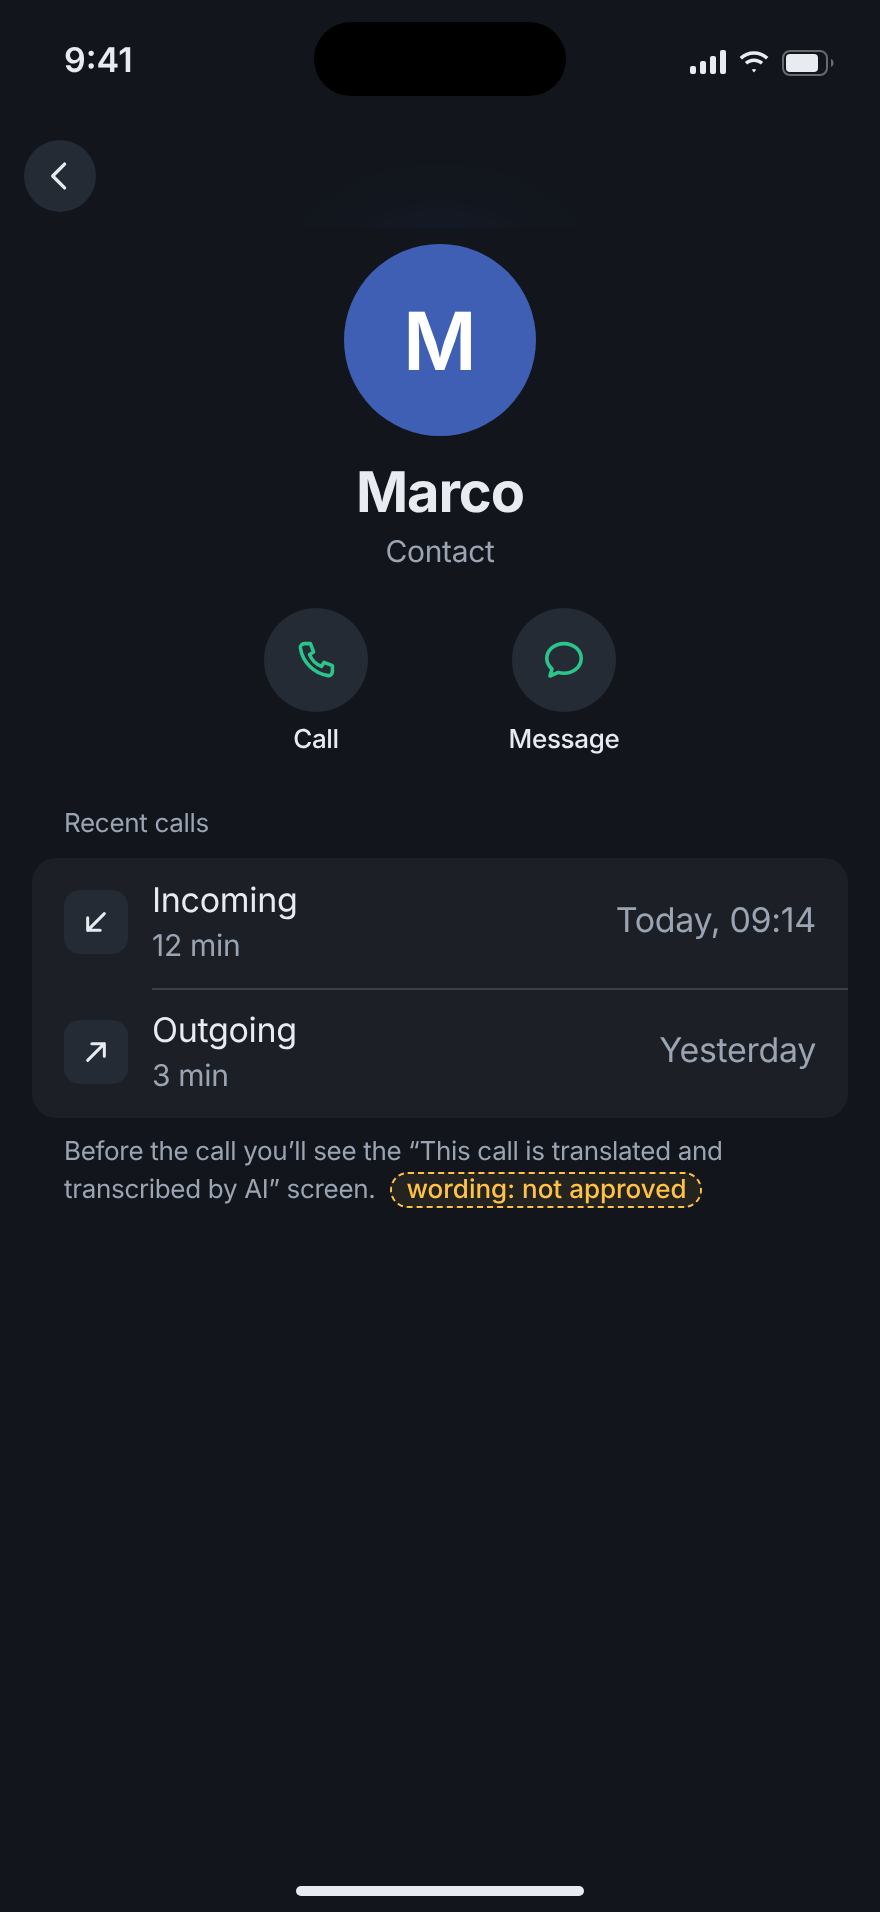 9:41
M
Marco
Contact
Call
Message
Recent calls
Incoming
12 min
Today, 09:14
Outgoing
3 min
Yesterday
Before the call you’ll see the “This call is translated and
transcribed by AI” screen. wording: not approved